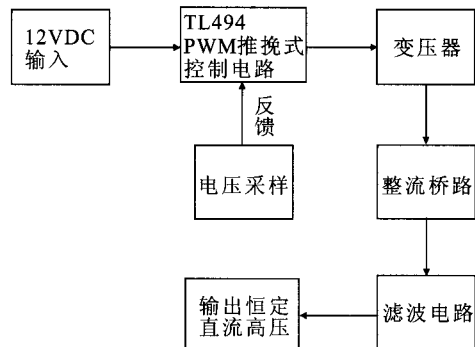 12VDC
输入
TL494
PWM推挽式
控制电路
变压器
反
馈
电压采样
整流桥路
输出恒定
直流高压
滤波电路